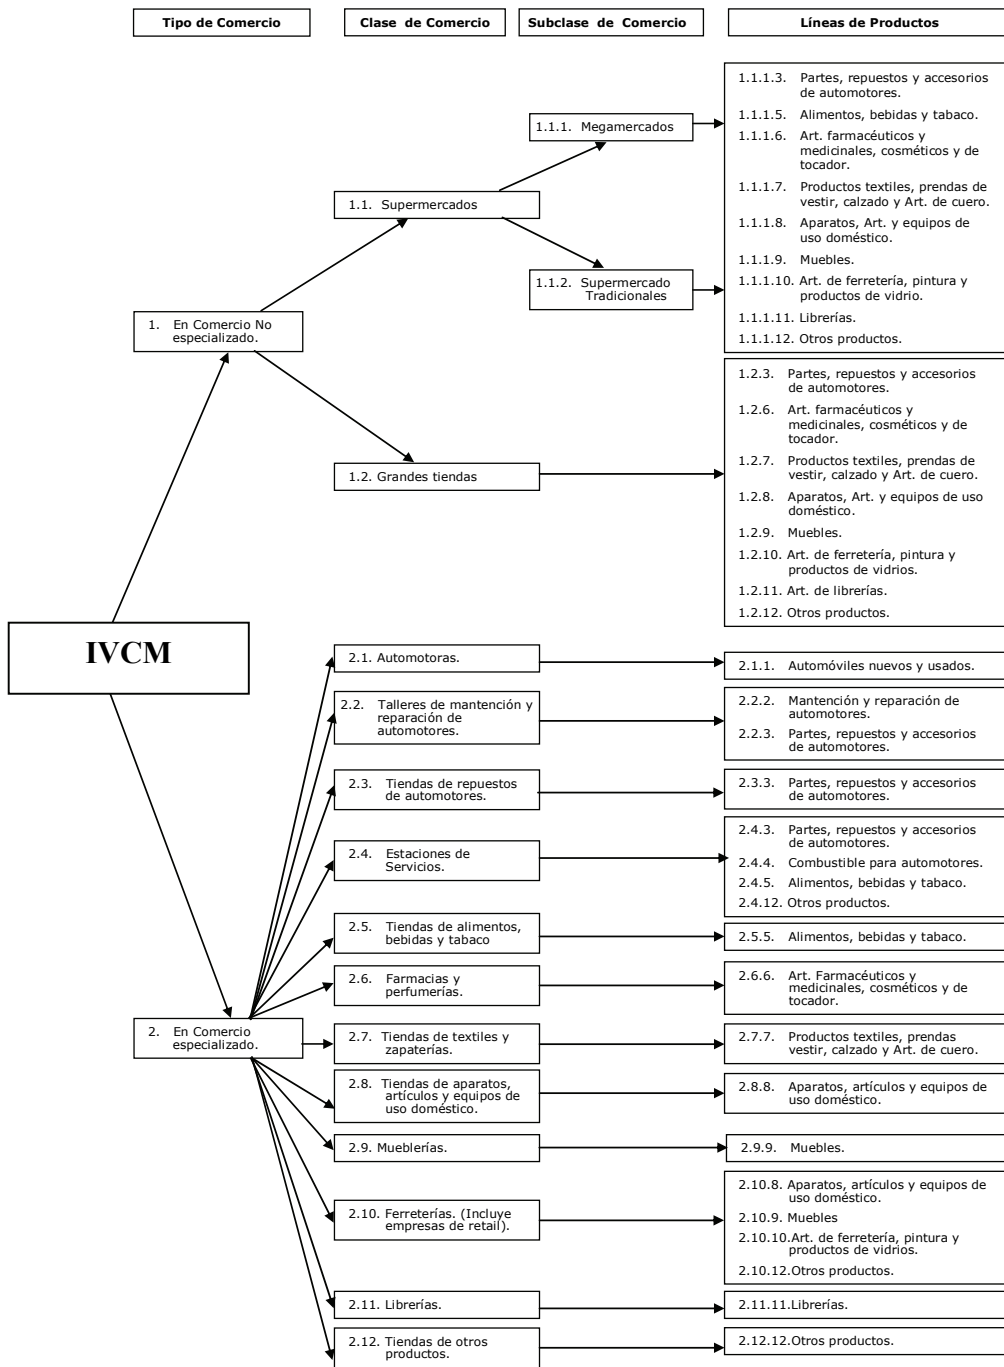 Tipo de Comercio
Clase de Comercio
Subclase de Comercio
Líneas de Productos
1.1.1.3. Partes, repuestos y accesorios
de automotores.
1.1.1.5. Alimentos, bebidas y tabaco.
1.1.1.6. Art. farmacéuticos y
medicinales, cosméticos y de
tocador.
1.1.1.7. Productos textiles, prendas de
vestir, calzado y Art. de cuero.
1.1.1.8. Aparatos, Art. y equipos de
uso doméstico.
1.1.1.9. Muebles.
1.1.1.10. Art. de ferretería, pintura y
productos de vidrio.
1.1.1.11. Librerías.
1.1.1.12. Otros productos.
1.1.1. Megamercados
1.1. Supermercados
1.1.2. Supermercado
Tradicionales
1. En Comercio No
especializado.
1.2.3. Partes, repuestos y accesorios
de automotores.
1.2.6. Art. farmacéuticos y
medicinales, cosméticos y de
tocador.
1.2.7. Productos textiles, prendas de
vestir, calzado y Art. de cuero.
1.2.8. Aparatos, Art. y equipos de uso
doméstico.
1.2.9. Muebles.
1.2.10. Art. de ferretería, pintura y
productos de vidrios.
1.2.11. Art. de librerías.
1.2.12. Otros productos.
1.2. Grandes tiendas
IVCM
2.1. Automotoras.
2.1.1. Automóviles nuevos y usados.
2.2. Talleres de mantención y
reparación de
automotores.
2.2.2. Mantención y reparación de
automotores.
2.2.3. Partes, repuestos y accesorios
de automotores.
2.3. Tiendas de repuestos
de automotores.
2.3.3. Partes, repuestos y accesorios
de automotores.
2.4. Estaciones de
Servicios.
2.4.3. Partes, repuestos y accesorios
de automotores.
2.4.4. Combustible para automotores.
2.4.5. Alimentos, bebidas y tabaco.
2.4.12. Otros productos.
2.5. Tiendas de alimentos,
bebidas y tabaco
2.5.5. Alimentos, bebidas y tabaco.
2.6. Farmacias y
perfumerías.
2.6.6. Art. Farmacéuticos y
medicinales, cosméticos y de
tocador.
2. En Comercio
especializado.
2.7. Tiendas de textiles y
zapaterías.
2.7.7. Productos textiles, prendas
vestir, calzado y Art. de cuero.
2.8. Tiendas de aparatos,
artículos y equipos de
uso doméstico.
2.8.8. Aparatos, artículos y equipos de
uso doméstico.
2.9. Mueblerías.
2.9.9. Muebles.
2.10. Ferreterías. (Incluye
empresas de retail).
2.10.8. Aparatos, artículos y equipos de
uso doméstico.
2.10.9. Muebles
2.10.10.Art. de ferretería, pintura y
productos de vidrios.
2.10.12.Otros productos.
2.11. Librerías.
2.11.11.Librerías.
2.12. Tiendas de otros
productos.
2.12.12.Otros productos.